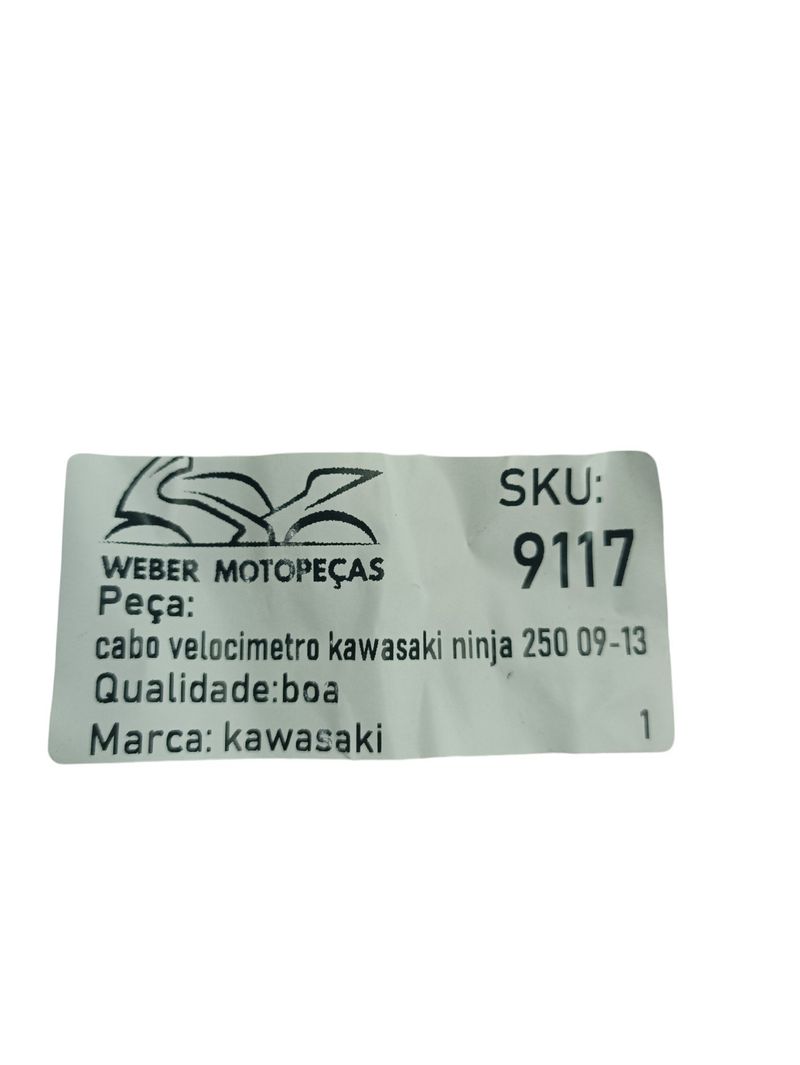 WEBER MOTOPEÇAS
SKU:
9117
Peça:
cabo velocimetro kawasaki ninja 250 09-13
Qualidade:boa
Marca: kawasaki
1